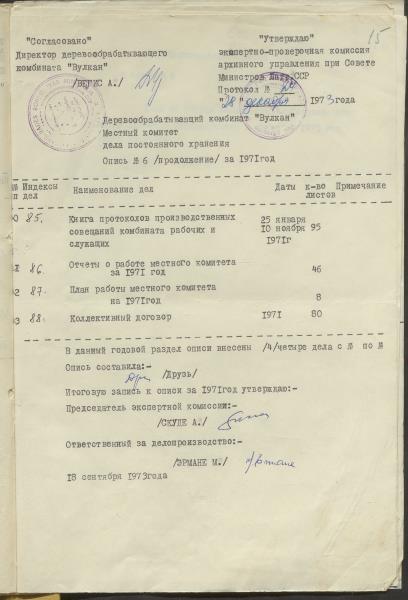 15
"Согласовано"
Директор деревообрабатывающего
комбината "Вулкан"
/ВЕГИС А./
"Утверждаю"
экспертно-проверочная комиссия
архивного управления при Совете
Министров Латв.ССР
Протокол №
"28" декабря 1973года
Деревообрабатывающий комбинат "Вулкан"
Местный комитет
дела постоянного хранения
Опись № 6 /продолжение/ за 1971год
Индексы дел Наименование дел Даты к-во листов Примечание
85. Книга протоколов производственных 25 января
совещаний комбината рабочих и 10 ноября 95
служащих 1971г
86. Отчеты о работе местного комитета
за 1971 год 46
87. План работы местного комитета
на 1971год 8
88. Коллективный договор 1971 80
В данный годовой раздел описи внесены /4/четыре дела с № по №
Опись составила:-
/Друзь/
Итоговую запись к описи за 1971год утверждаю:-
Председатель экспертной комиссии:-
/СКУПЕ А./
Ответственный за делопроизводство:-
/ЭРМАНЕ М./
18 сентября 1973года